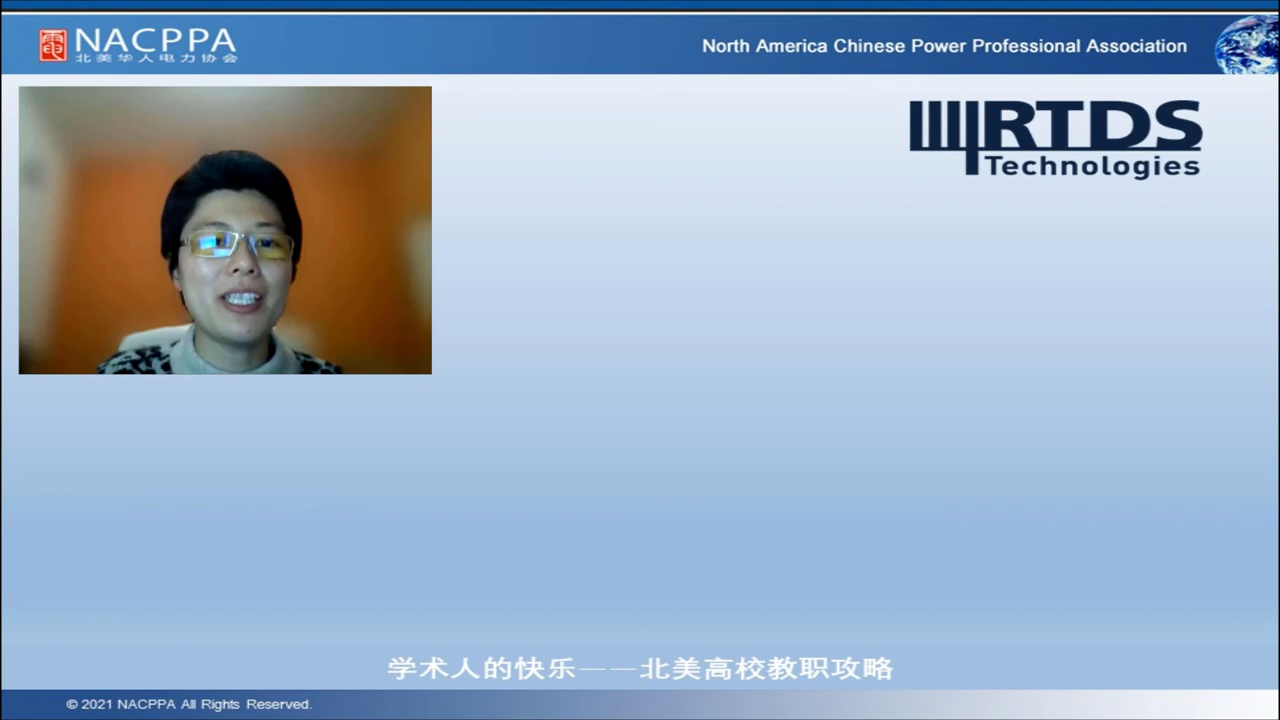 NACPPA
北美华人电力协会
North America Chinese Power Professional Association
RTDS
Technologies
学术人的快乐——北美高校教职攻略
© 2021 NACPPA All Rights Reserved.